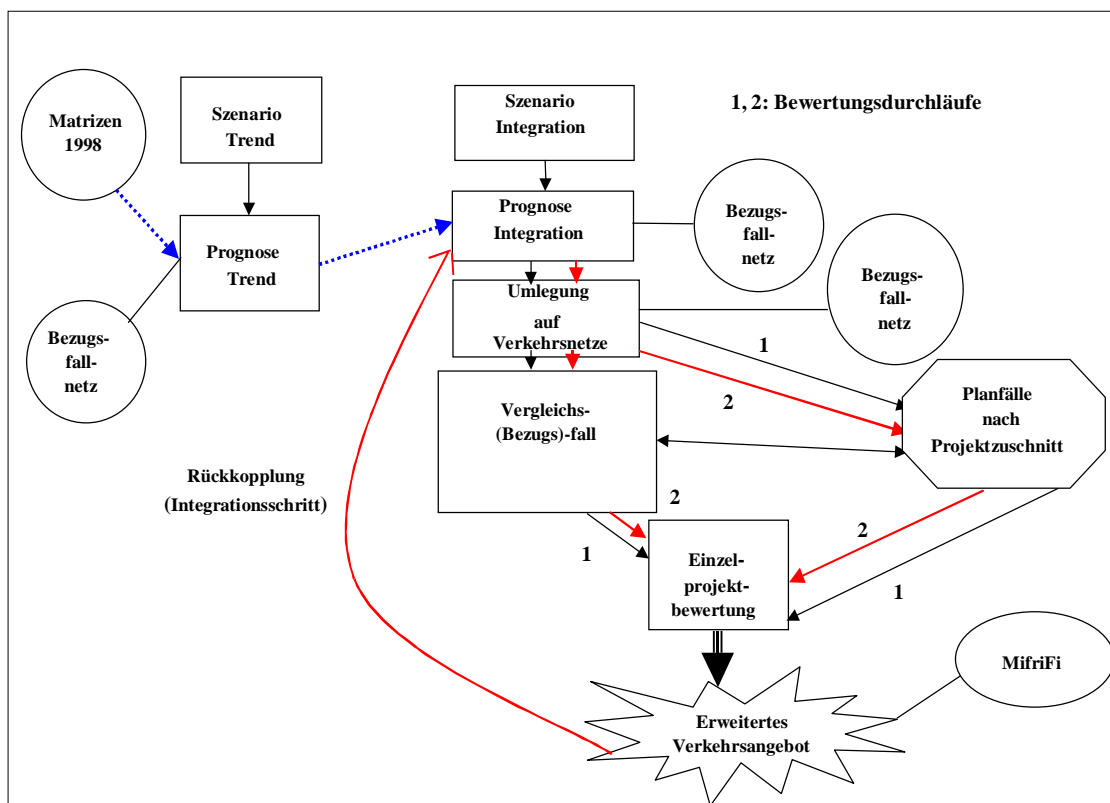 Matrizen
1998
Szenario
Trend
Szenario
Integration
1, 2: Bewertungsdurchläufe
Prognose
Trend
Prognose
Integration
Bezugs-
fall-
netz
Bezugs-
fall-
netz
Bezugs-
fall-
netz
Umlegung
auf
Verkehrsnetze
1
2
Vergleichs-
(Bezugs)-fall
Planfälle
nach
Projektzuschnitt
Rückkopplung
(Integrationsschritt)
2
1
2
1
Einzel-
projekt-
bewertung
MifriFi
Erweitertes
Verkehrsangebot